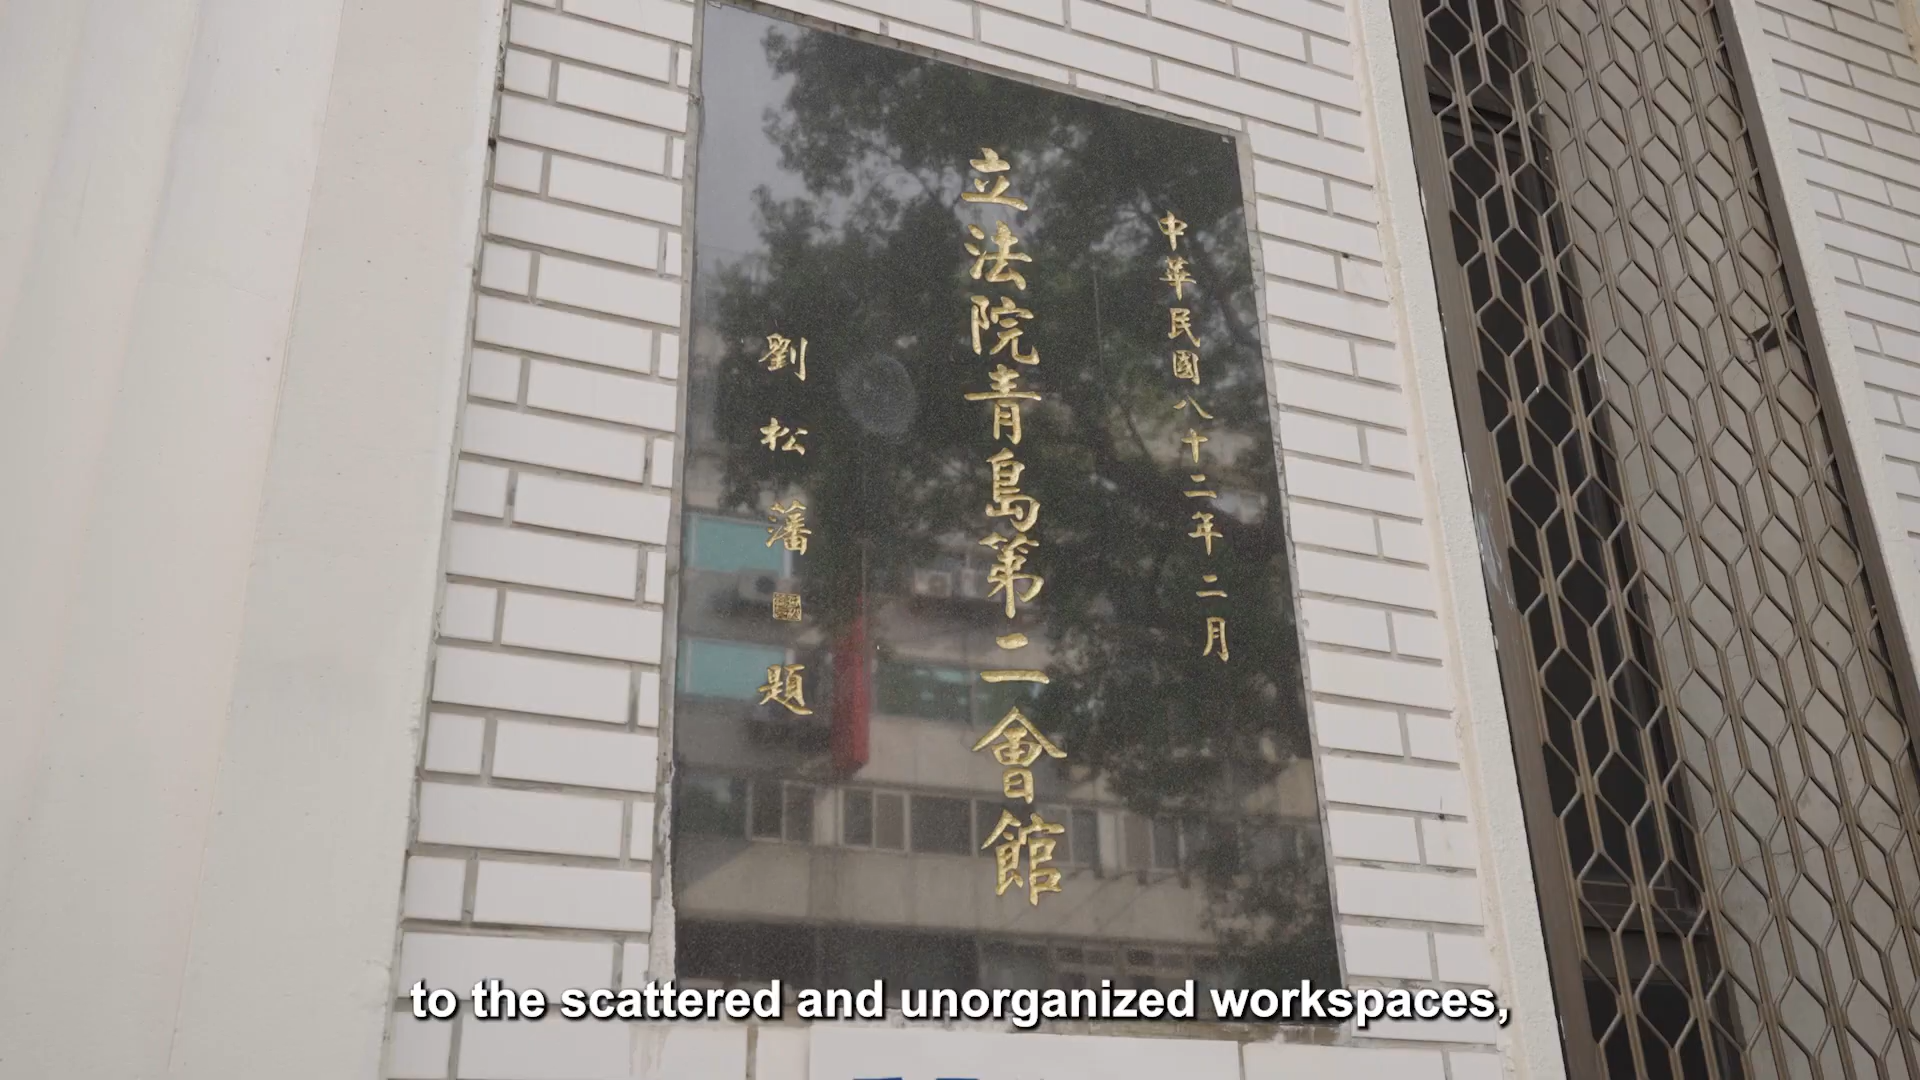 中華民國八十二年二月
立法院青島第二會館
劉松藩題
to the scattered and unorganized workspaces,